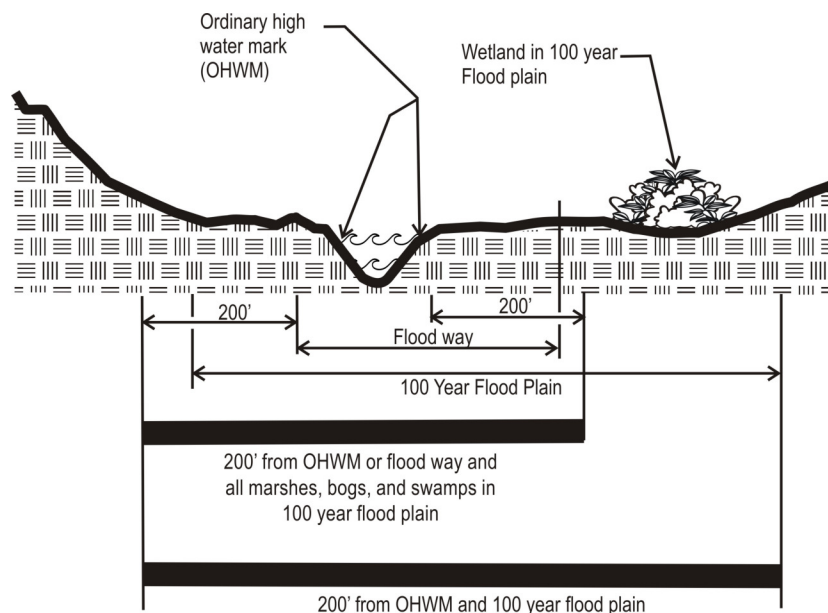 Ordinary high
water mark
(OHWM)
Wetland in 100 year
Flood plain
200'
200'
Flood way
100 Year Flood Plain
200' from OHWM or flood way and
all marshes, bogs, and swamps in
100 year flood plain
200' from OHWM and 100 year flood plain